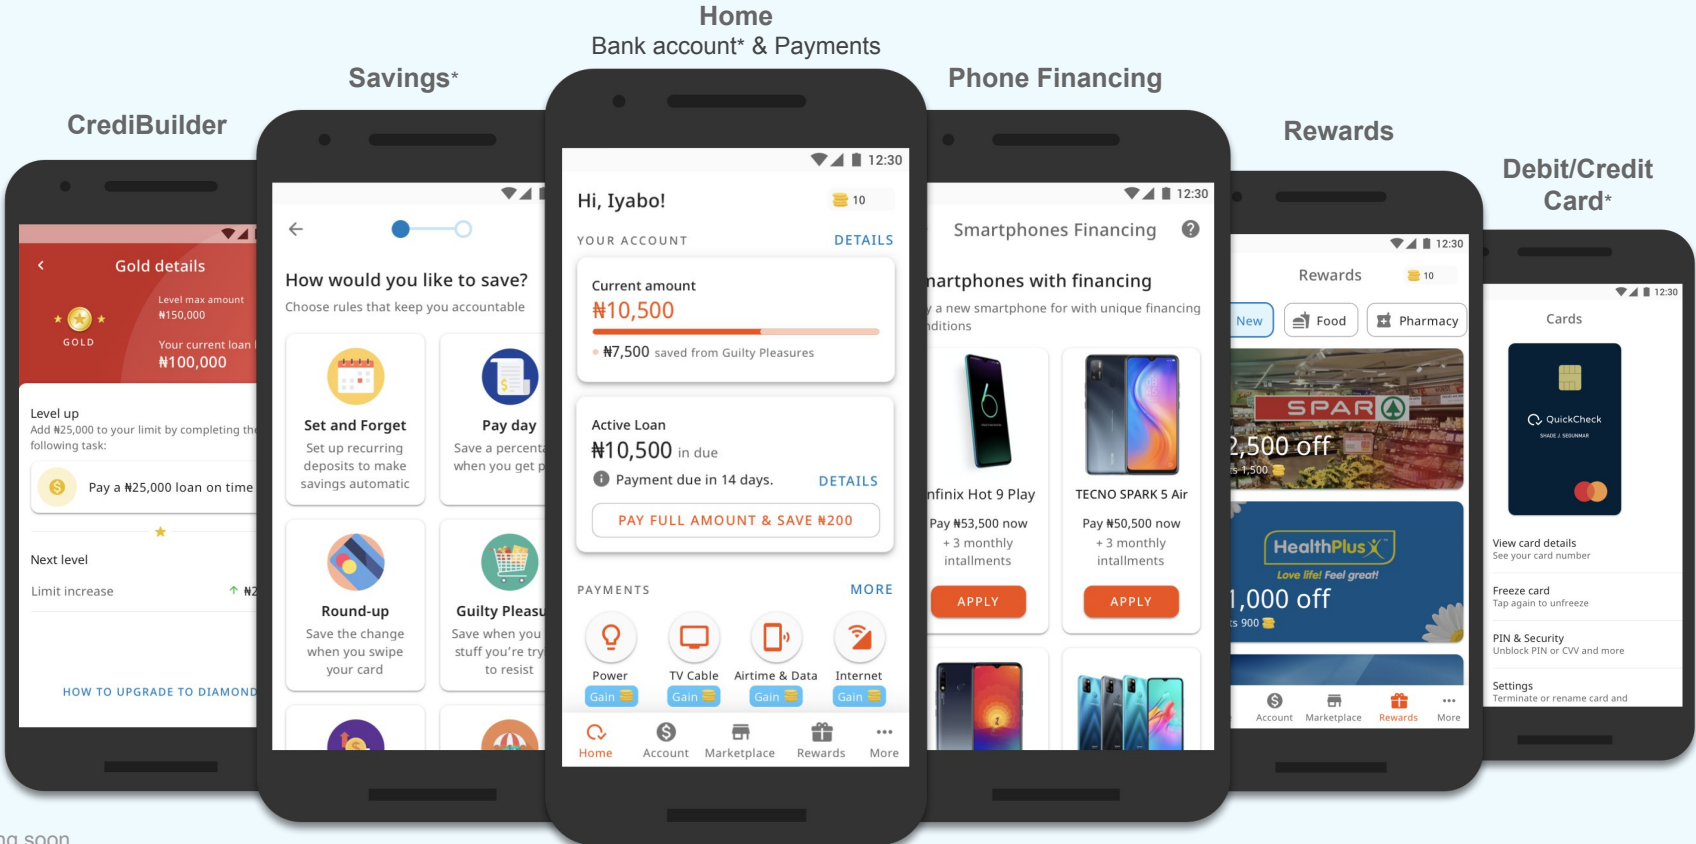 Home
Bank account* & Payments
Savings*
Phone Financing
CrediBuilder
Rewards
Debit/Credit
Card*
Gold details
GOLD
Level max amount
₦150,000
Your current loan
₦100,000
Level up
Add ₦25,000 to your limit by completing the
following task:
Pay a ₦25,000 loan on time
Next level
Limit increase
HOW TO UPGRADE TO DIAMOND
How would you like to save?
Choose rules that keep you accountable
Set and Forget
Set up recurring
deposits to make
savings automatic
Pay day
Save a
when you get
Round-up
Save the change
when you swipe
your card
Guilty
Save when you
stuff you're
to resist
12:30
Hi, Iyabo!
10
YOUR ACCOUNT
DETAILS
Current amount
₦10,500
₦7,500 saved from Guilty Pleasures
Active Loan
₦10,500 in due
Payment due in 14 days.
DETAILS
PAY FULL AMOUNT & SAVE ₦200
PAYMENTS
MORE
Power
TV Cable
Airtime & Data
Internet
Gain
Gain
Gain
Gain
Home
Account
Marketplace
Rewards
More
12:30
Smartphones Financing
with financing
a new smartphone for with unique financing
Hot 9 Play
Pay ₦53,500 now
+ 3 monthly
intallments
APPLY
TECNO SPARK 5 Air
Pay ₦50,500 now
+ 3 monthly
intallments
APPLY
12:30
Rewards
10
New
Food
Pharmacy
SPAR
2,500 off
1,500
HealthPlus
Love life! Feel great!
1,000 off
900
Account
Marketplace
Rewards
More
12:30
Cards
QuickCheck
SHADE J. SEGUNMAR
View card details
See your card number
Freeze card
Tap again to unfreeze
PIN & Security
Unblock PIN or CVV and more
Settings
Terminate or rename card and
soon